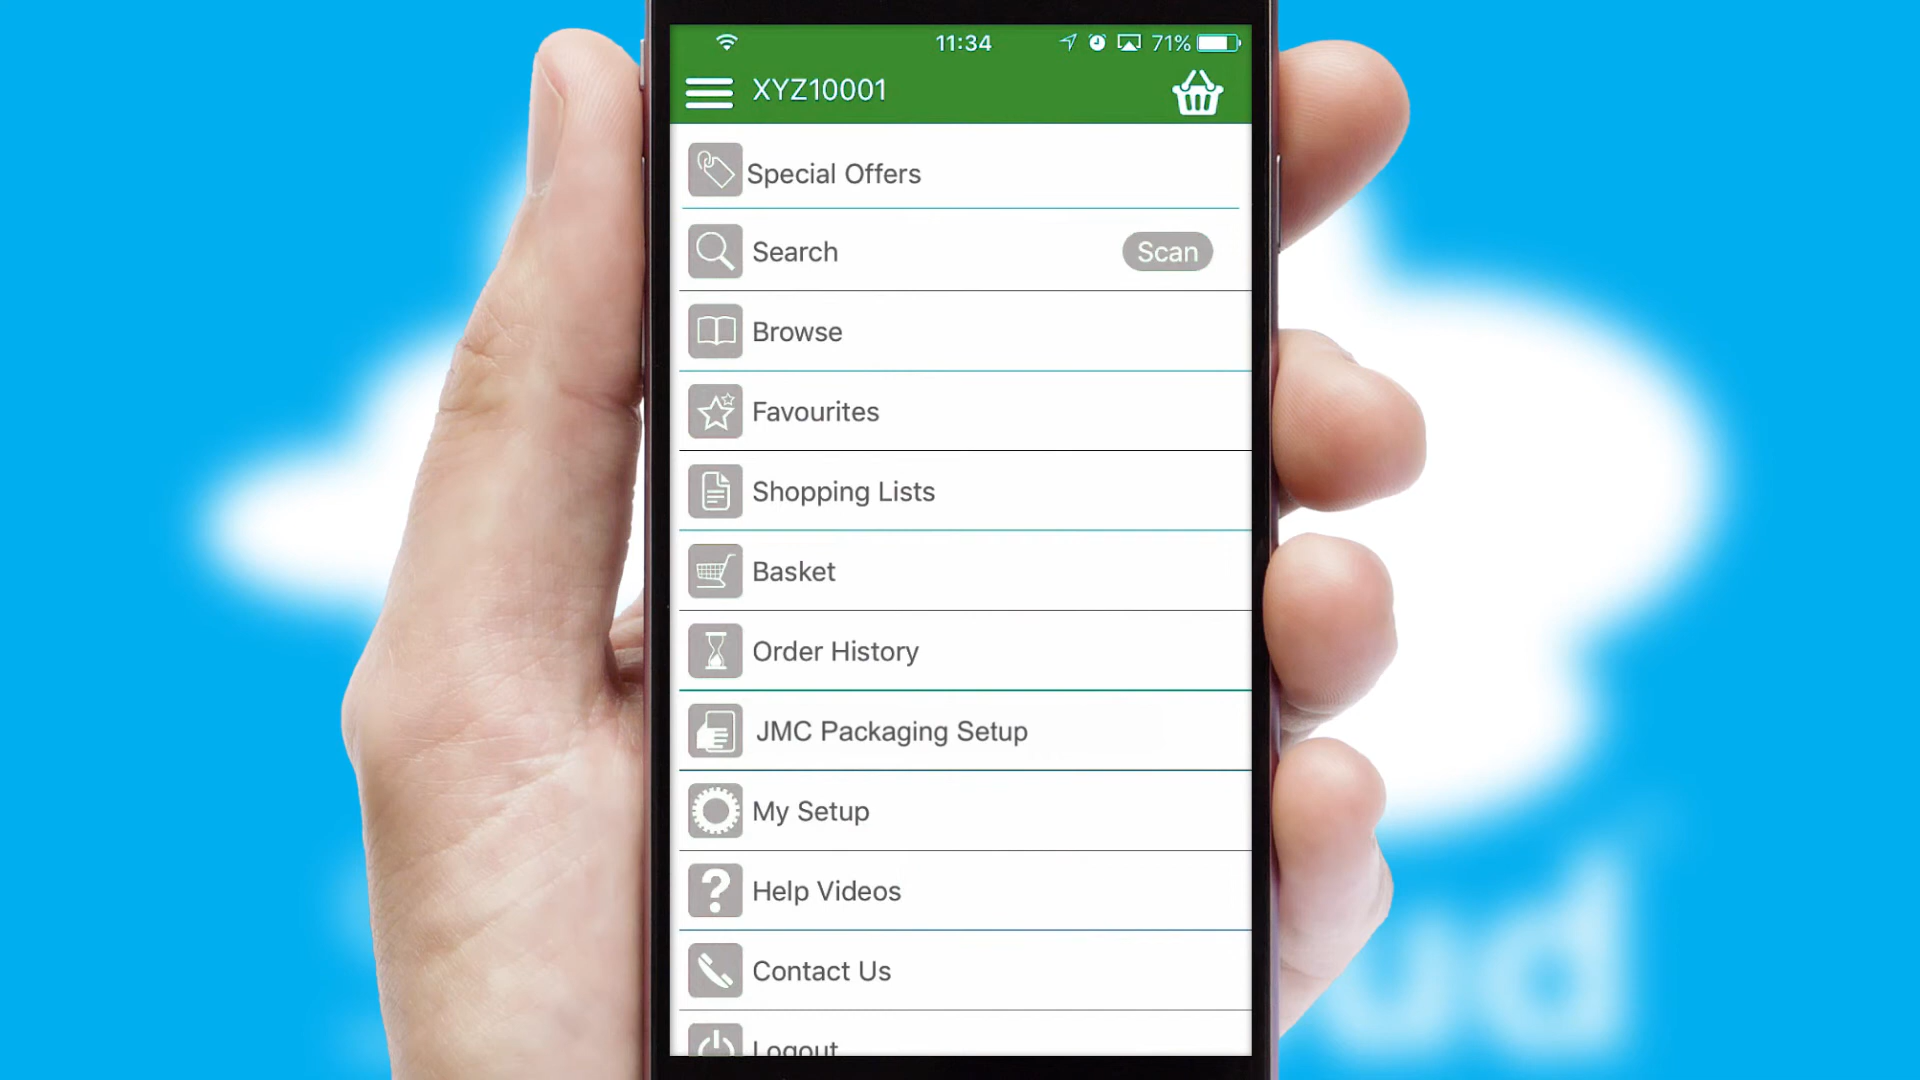 11:34 71%
XYZ10001
Special Offers
Search Scan
Browse
Favourites
Shopping Lists
Basket
Order History
JMC Packaging Setup
My Setup
? Help Videos
Contact Us
Logout
ud